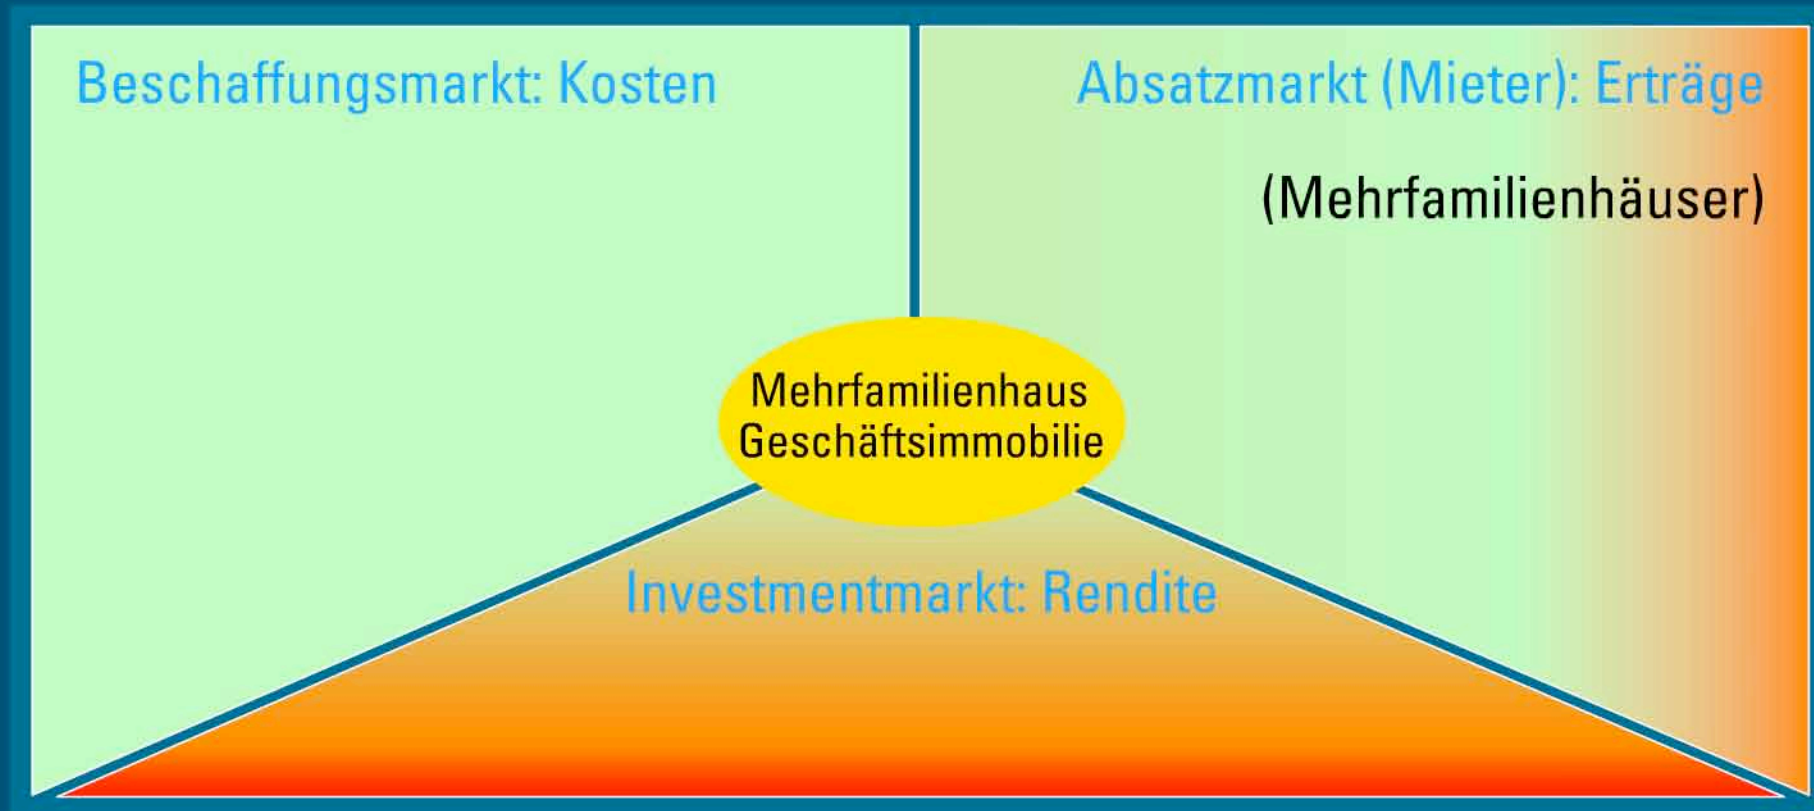 Beschaffungsmarkt: Kosten
Absatzmarkt (Mieter): Erträge
(Mehrfamilienhäuser)
Mehrfamilienhaus
Geschäftsimmobilie
Investmentmarkt: Rendite